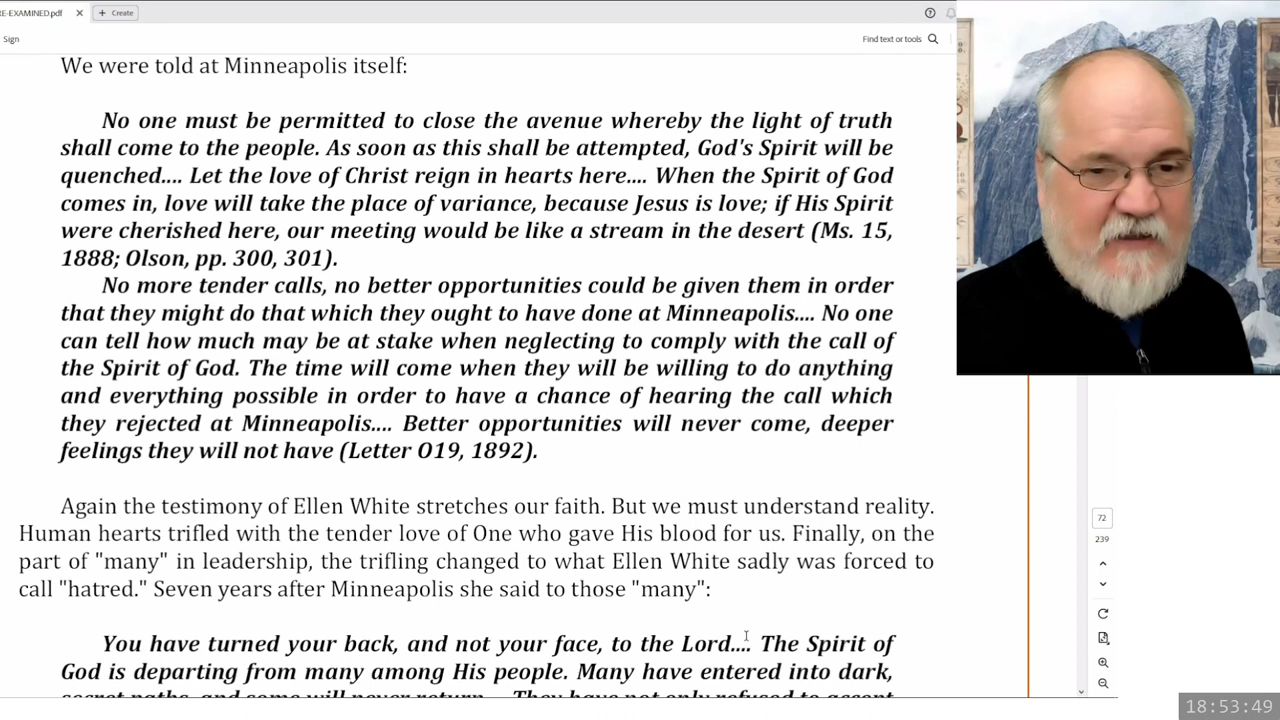 RE-EXAMINED.pdf
Create
Sign
Find text or tools
We were told at Minneapolis itself:
No one must be permitted to close the avenue whereby the light of truth
shall come to the people. As soon as this shall be attempted, God's Spirit will be
quenched.... Let the love of Christ reign in hearts here.... When the Spirit of God
comes in, love will take the place of variance, because Jesus is love; if His Spirit
were cherished here, our meeting would be like a stream in the desert (Ms. 15,
1888; Olson, pp. 300, 301).
No more tender calls, no better opportunities could be given them in order
that they might do that which they ought to have done at Minneapolis.... No one
can tell how much may be at stake when neglecting to comply with the call of
the Spirit of God. The time will come when they will be willing to do anything
and everything possible in order to have a chance of hearing the call which
they rejected at Minneapolis.... Better opportunities will never come, deeper
feelings they will not have (Letter O19, 1892).
Again the testimony of Ellen White stretches our faith. But we must understand reality.
Human hearts trifled with the tender love of One who gave His blood for us. Finally, on the
part of "many" in leadership, the trifling changed to what Ellen White sadly was forced to
call "hatred." Seven years after Minneapolis she said to those "many":
You have turned your back, and not your face, to the Lord.... The Spirit of
God is departing from many among His people. Many have entered into dark,
secret paths, and some will never return.... They have not only refused to accept
72
239
18:53:49